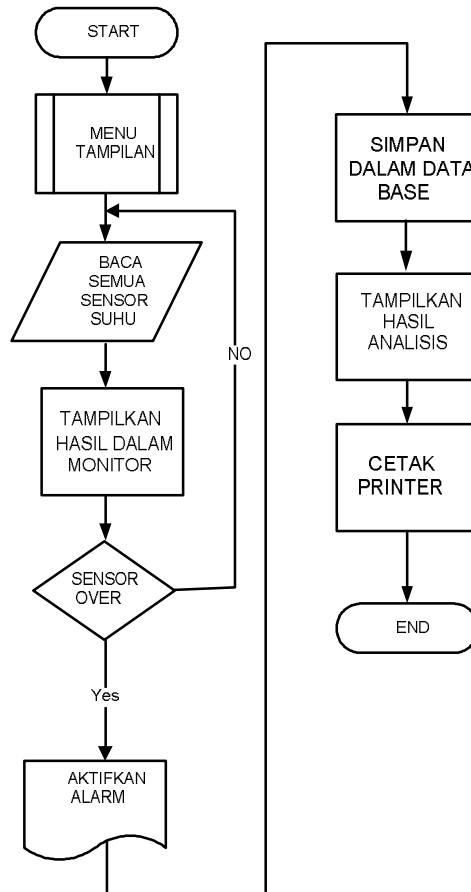 START
MENU
TAMPILAN
BACA
SEMUA
SENSOR
SUHU
NO
TAMPILKAN
HASIL DALAM
MONITOR
SENSOR
OVER
Yes
AKTIFKAN
ALARM
SIMPAN
DALAM DATA
BASE
TAMPILKAN
HASIL
ANALISIS
CETAK
PRINTER
END